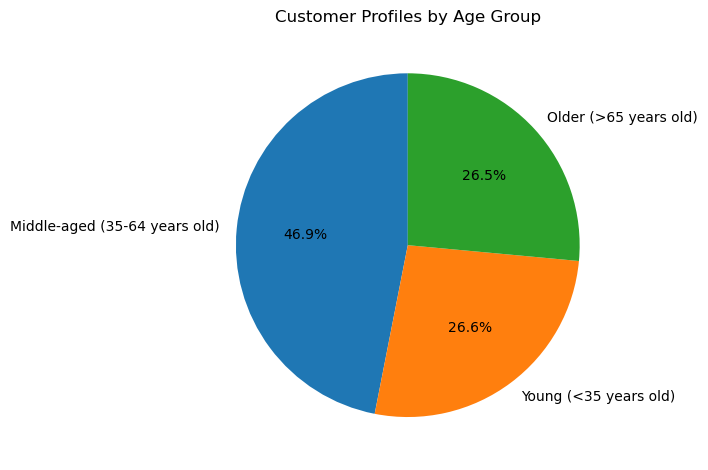 Customer Profiles by Age Group
Older (>65 years old)
26.5%
Middle-aged (35-64 years old)
46.9%
26.6%
Young (<35 years old)